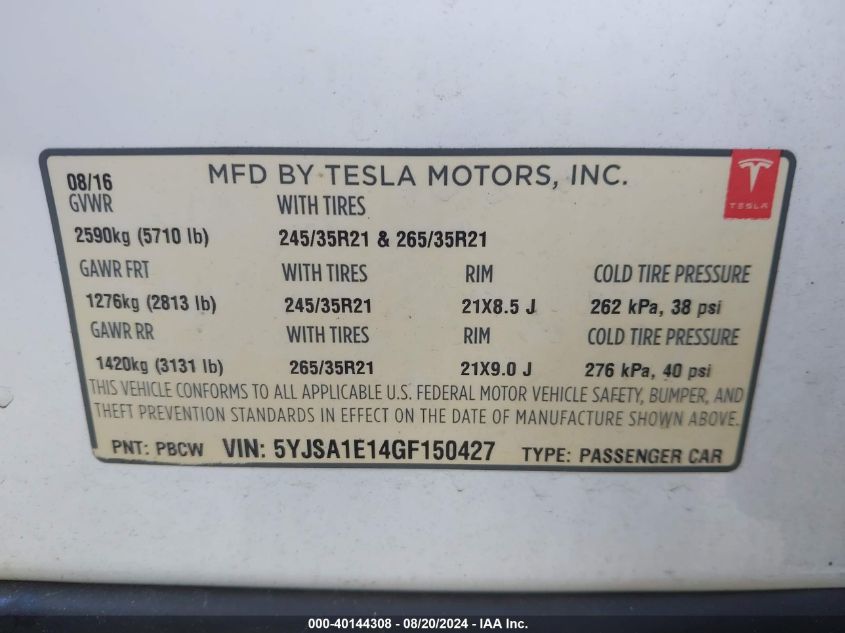 08/16 MFD BY TESLA MOTORS, INC.
TESLA
GVWR WITH TIRES
2590kg (5710 lb) 245/35R21 & 265/35R21
GAWR FRT WITH TIRES RIM COLD TIRE PRESSURE
1276kg (2813 lb) 245/35R21 21X8.5 J 262 kPa, 38 psi
GAWR RR WITH TIRES RIM COLD TIRE PRESSURE
1420kg (3131 lb) 265/35R21 21X9.0 J 276 kPa, 40 psi
THIS VEHICLE CONFORMS TO ALL APPLICABLE U.S. FEDERAL MOTOR VEHICLE SAFETY, BUMPER, AND
THEFT PREVENTION STANDARDS IN EFFECT ON THE DATE OF MANUFACTURE SHOWN ABOVE.
PNT: PBCW VIN: 5YJSA1E14GF150427 TYPE: PASSENGER CAR
000-40144308 - 08/20/2024 - IAA Inc.